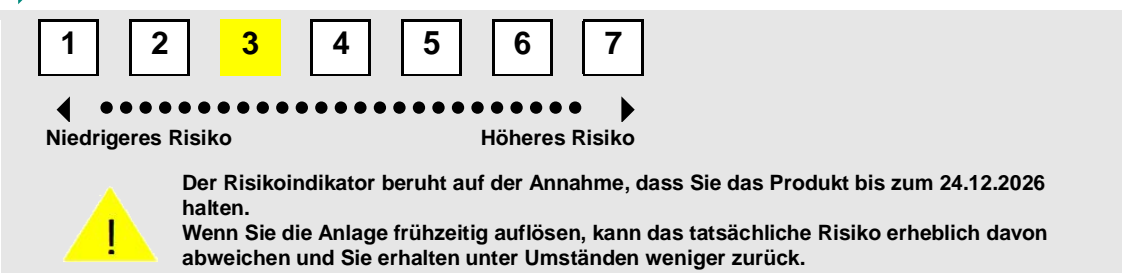 1 2 3 4 5 6 7
Niedrigeres Risiko Höheres Risiko
Der Risikoindikator beruht auf der Annahme, dass Sie das Produkt bis zum 24.12.2026
halten.
!
Wenn Sie die Anlage frühzeitig auflösen, kann das tatsächliche Risiko erheblich davon
abweichen und Sie erhalten unter Umständen weniger zurück.